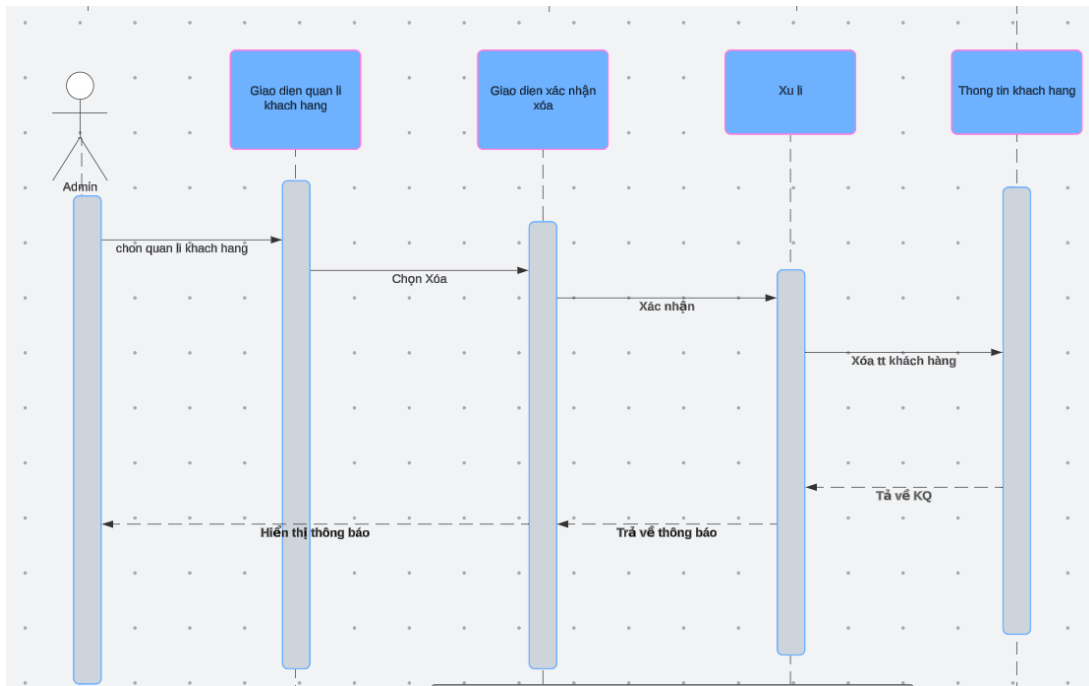 Giao dien quan li
khach hang
Giao dien xác nhận
xóa
Xu li
Thong tin khach hang
Admin
chon quan li khach hang
Chọn Xóa
Xác nhận
Xóa tt khách hàng
Tả về KQ
Hiển thị thông báo
Trả về thông báo